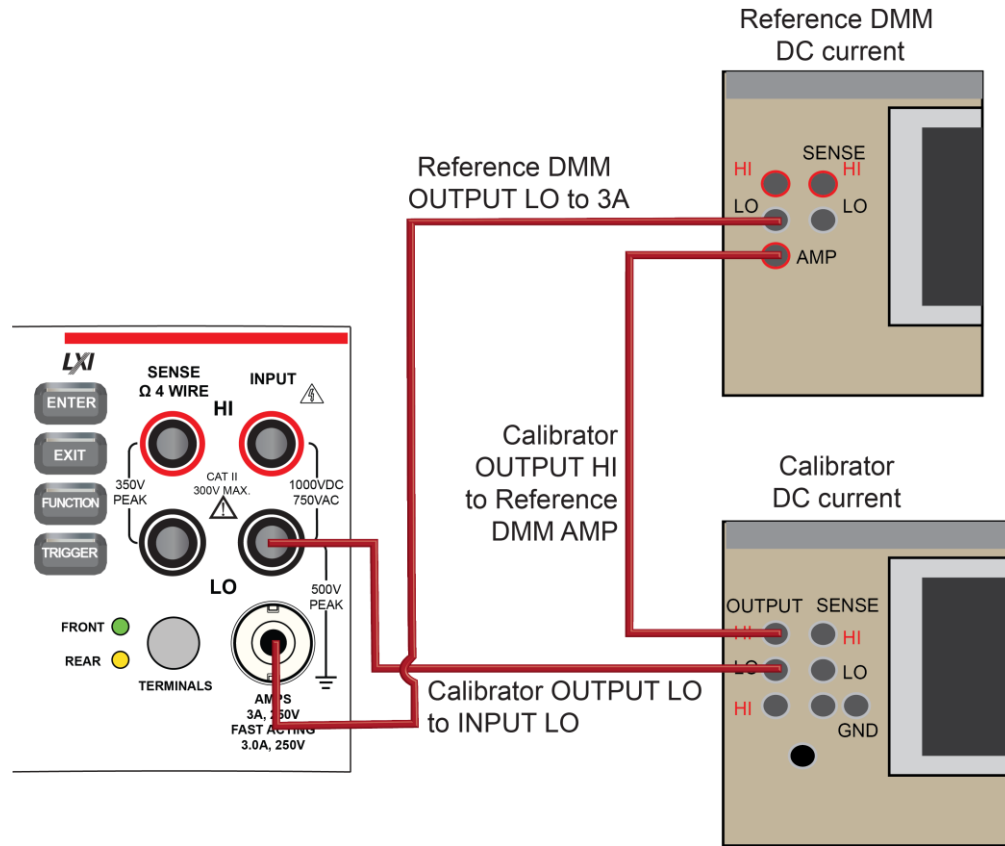 Reference DMM
DC current
SENSE
HI
HI
LO
LO
AMP
Reference DMM
OUTPUT LO to 3A
LXI
ENTER
EXIT
FUNCTION
TRIGGER
SENSE
Ω 4 WIRE
INPUT
HI
350V
PEAK
CAT II
300V MAX.
1000VDC
750VAC
LO
500V
PEAK
FRONT
REAR
TERMINALS
AMPS
3A, 250V
FAST ACTING
3.0A, 250V
Calibrator
OUTPUT HI
to Reference
DMM AMP
Calibrator
DC current
OUTPUT
SENSE
HI
HI
LO
LO
HI
GND
Calibrator OUTPUT LO
to INPUT LO